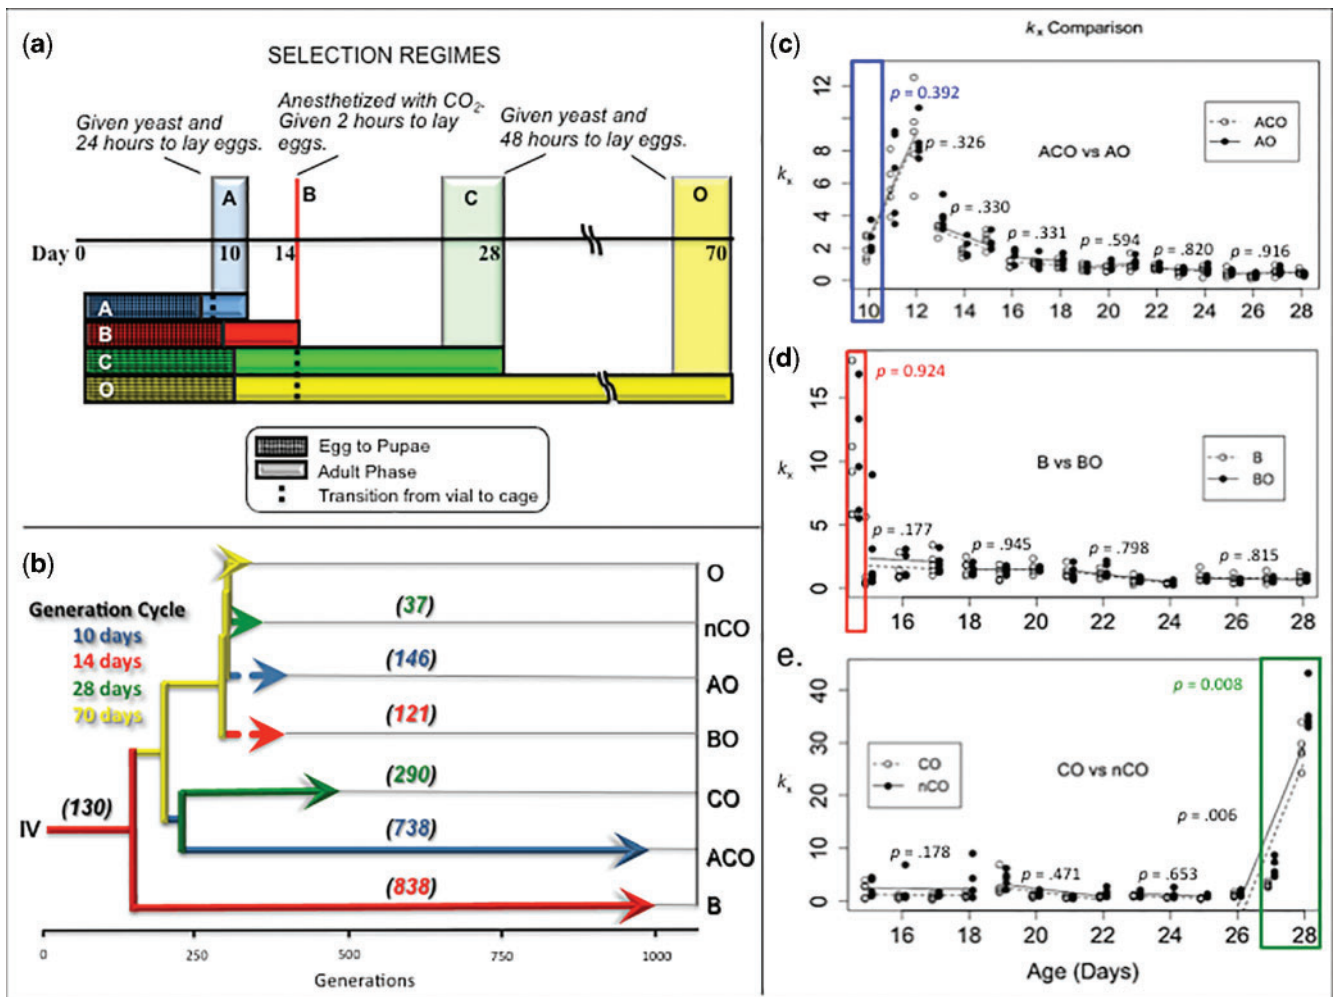 (a)
SELECTION REGIMES
Given yeast and
24 hours to lay eggs.
Anesthetized with CO2-
Given 2 hours to lay
eggs.
Given yeast and
48 hours to lay eggs.
A
B
C
O
Day 0
10
14
28
70
A
B
C
O
Egg to Pupae
Adult Phase
Transition from vial to cage
(b)
Generation Cycle
10 days
14 days
28 days
70 days
IV
(130)
(37)
(146)
(121)
(290)
(738)
(838)
O
nCO
AO
BO
CO
ACO
B
0
250
500
750
1000
Generations
(c)
kx Comparison
12
10
8
6
4
2
0
kx
p = 0.392
p = .326
p = .330
p = .331
p = .594
p = .820
p = .916
ACO vs AO
ACO
AO
10 12 14 16 18 20 22 24 26 28
(d)
15
10
5
0
kx
p = 0.924
p = .177
p = .945
p = .798
p = .815
B vs BO
B
BO
16 18 20 22 24 26 28
e.
40
30
20
10
0
kx
p = 0.008
p = .006
p = .178
p = .471
p = .653
CO vs nCO
CO
nCO
16 18 20 22 24 26 28
Age (Days)